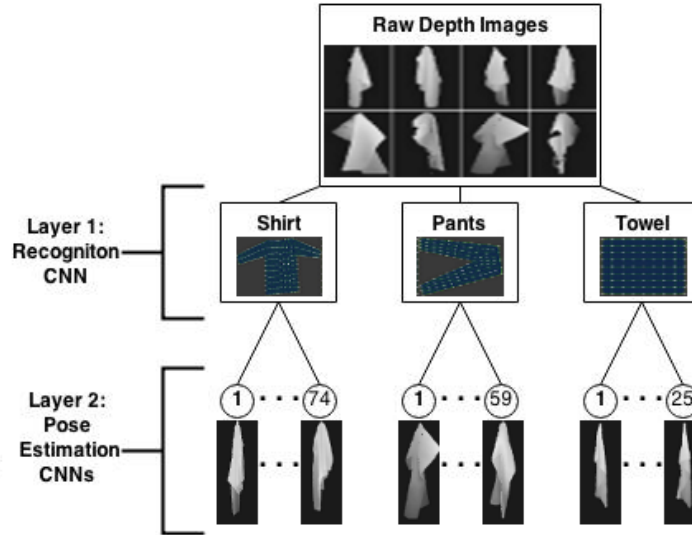 Raw Depth Images
Layer 1:
Recogniton
CNN
Shirt
Pants
Towel
Layer 2:
Pose
Estimation
CNNs
1 · · · 74
1 · · · 59
1 · · · 25
· · ·
· · ·
· · ·